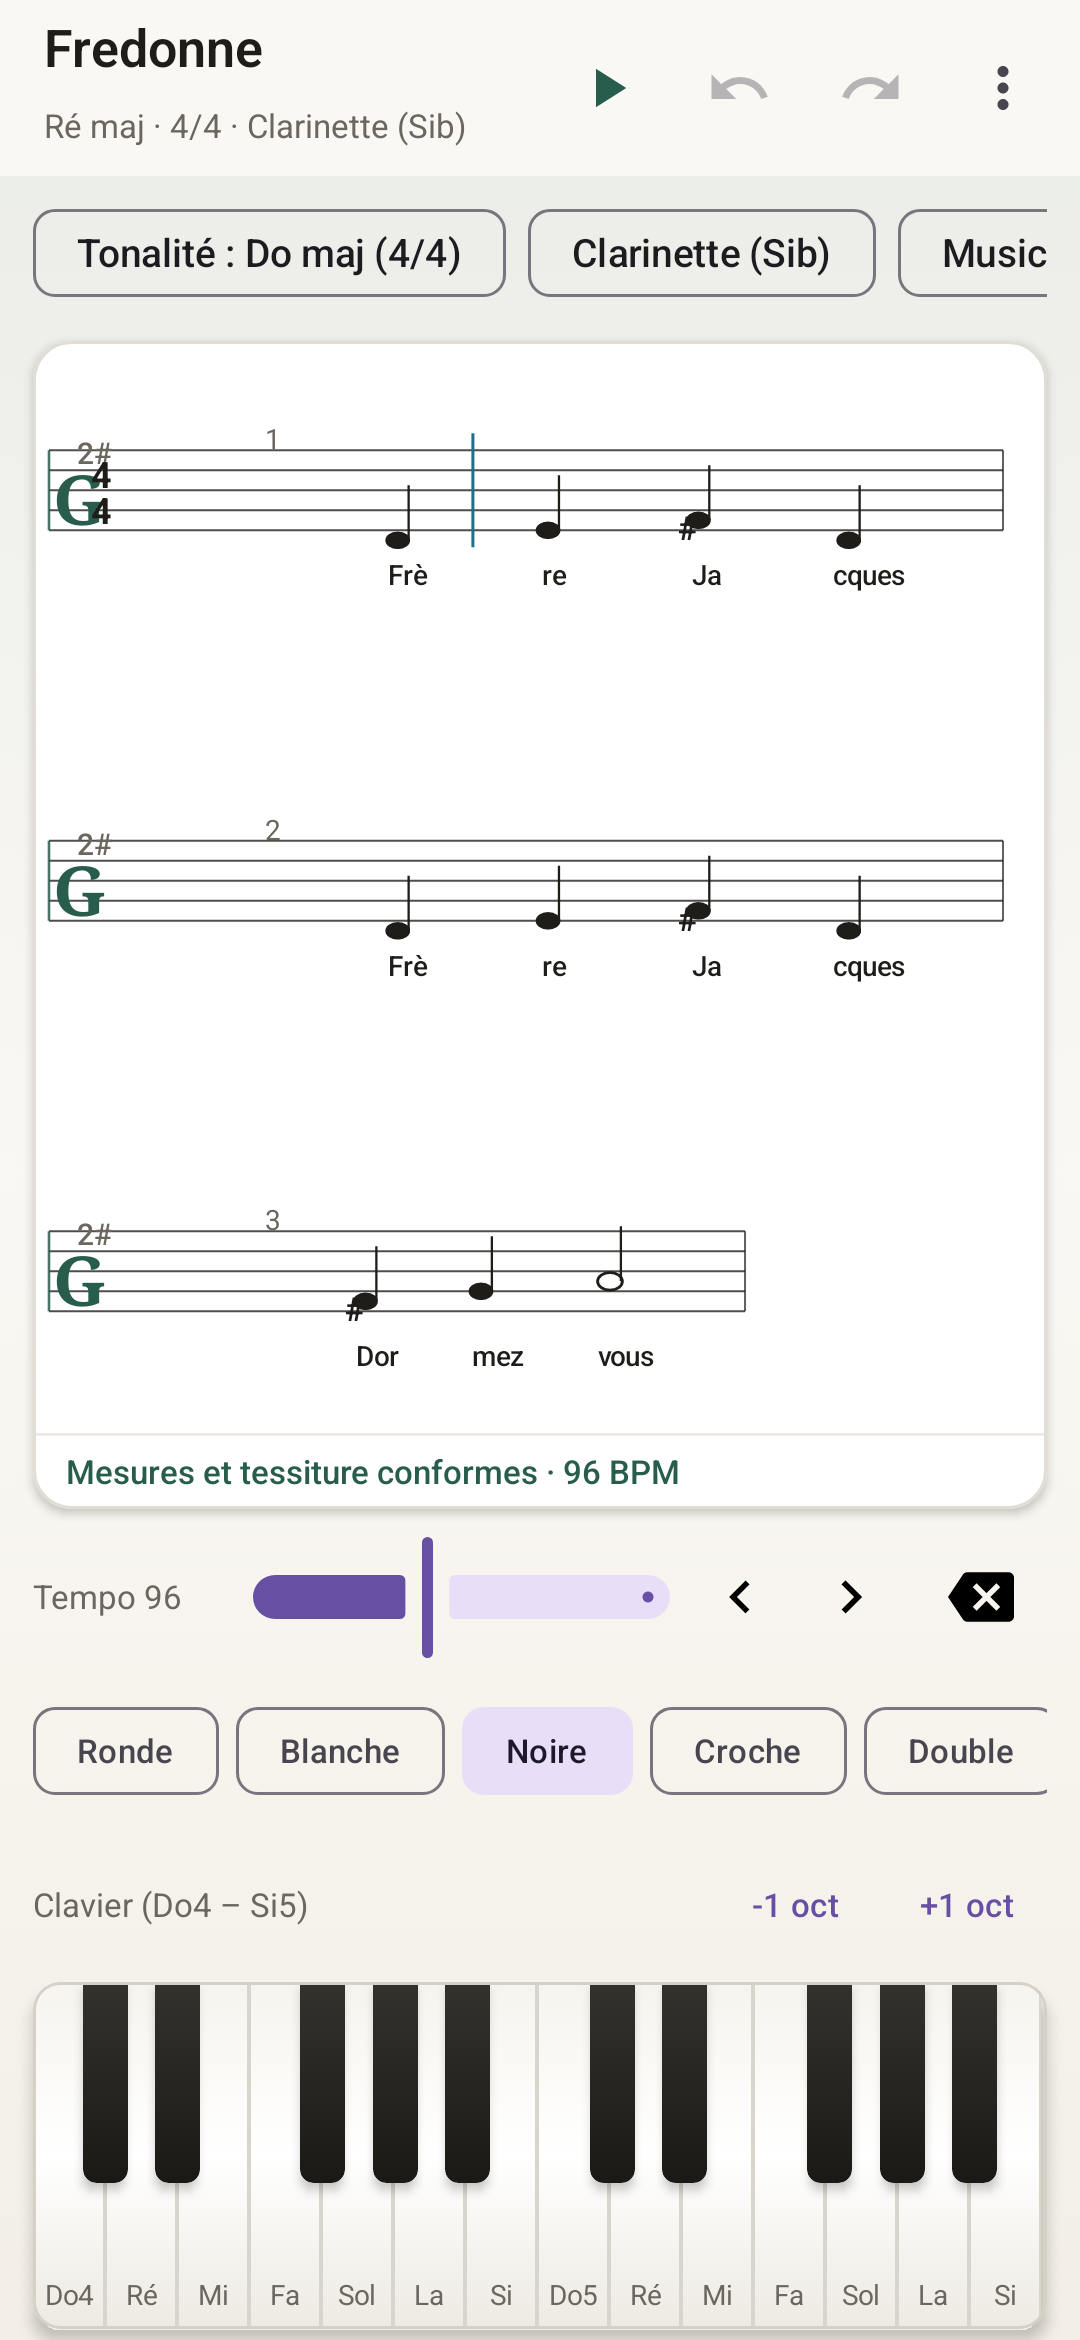 Fredonne
Ré maj · 4/4 · Clarinette (Sib)
Tonalité : Do maj (4/4)
Clarinette (Sib)
Music
2#
1
4
4
G
#
Frè re Ja cques
2#
2
G
#
Frè re Ja cques
2#
3
G
#
Dor mez vous
Mesures et tessiture conformes · 96 BPM
Tempo 96
Ronde
Blanche
Noire
Croche
Double
Clavier (Do4 – Si5)
-1 oct
+1 oct
Do4 Ré Mi Fa Sol La Si Do5 Ré Mi Fa Sol La Si